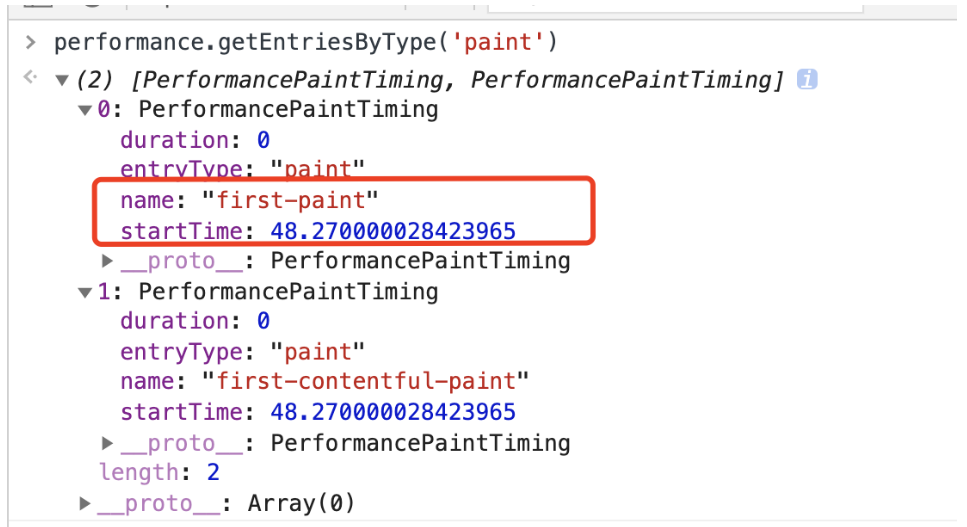 > performance.getEntriesByType('paint')
(2) [PerformancePaintTiming, PerformancePaintTiming] i
0: PerformancePaintTiming
duration: 0
entryType: "paint"
name: "first-paint"
startTime: 48.270000028423965
__proto__: PerformancePaintTiming
1: PerformancePaintTiming
duration: 0
entryType: "paint"
name: "first-contentful-paint"
startTime: 48.270000028423965
__proto__: PerformancePaintTiming
length: 2
__proto__: Array(0)